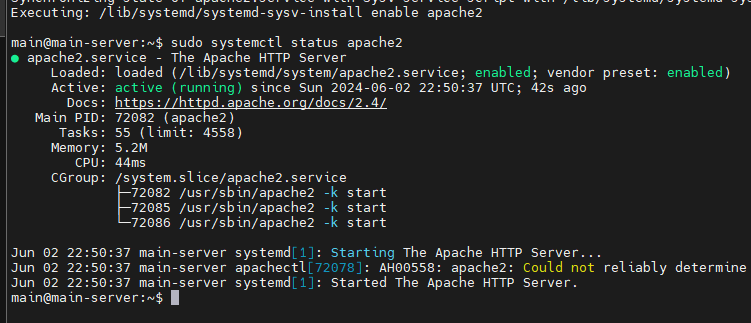 Executing: /lib/systemd/systemd-sysv-install enable apache2
main@main-server:~$ sudo systemctl status apache2
● apache2.service - The Apache HTTP Server
Loaded: loaded (/lib/systemd/system/apache2.service; enabled; vendor preset: enabled)
Active: active (running) since Sun 2024-06-02 22:50:37 UTC; 42s ago
Docs: https://httpd.apache.org/docs/2.4/
Main PID: 72082 (apache2)
Tasks: 55 (limit: 4558)
Memory: 5.2M
CPU: 44ms
CGroup: /system.slice/apache2.service
├─72082 /usr/sbin/apache2 -k start
├─72085 /usr/sbin/apache2 -k start
└─72086 /usr/sbin/apache2 -k start
Jun 02 22:50:37 main-server systemd[1]: Starting The Apache HTTP Server...
Jun 02 22:50:37 main-server apachectl[72078]: AH00558: apache2: Could not reliably determine
Jun 02 22:50:37 main-server systemd[1]: Started The Apache HTTP Server.
main@main-server:~$